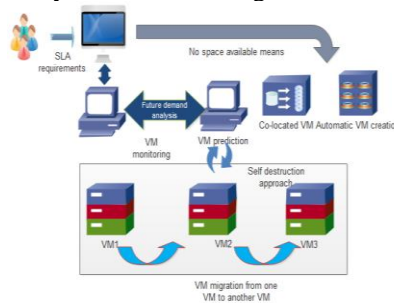 SLA
requirements
No space available means
Future demand
analysis
Co-located VM Automatic VM creation
VM
monitoring
VM prediction
Self destruction
approach
VM1
VM2
VM3
VM migration from one
VM to another VM